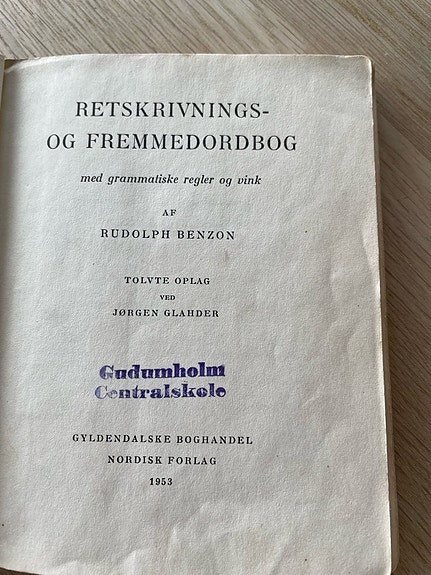 RETSKRIVNINGS-
OG FREMMEDORDBOG
med grammatiske regler og vink
AF
RUDOLPH BENZON
TOLVTE OPLAG
VED
JØRGEN GLAHDER
Gudumholm
Centralskole
GYLDENDALSKE BOGHANDEL
NORDISK FORLAG
1953